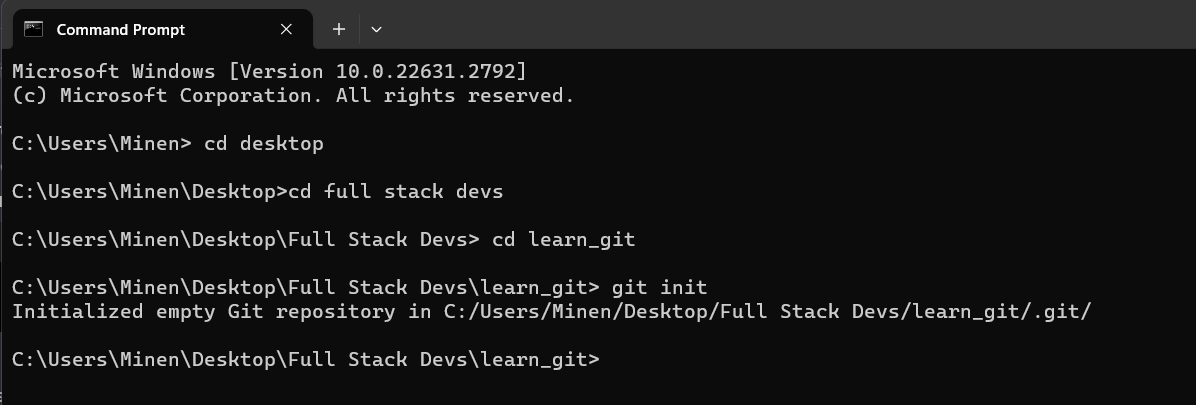 Command Prompt
Microsoft Windows [Version 10.0.22631.2792]
(c) Microsoft Corporation. All rights reserved.
C:\Users\Minen> cd desktop
C:\Users\Minen\Desktop>cd full stack devs
C:\Users\Minen\Desktop\Full Stack Devs> cd learn_git
C:\Users\Minen\Desktop\Full Stack Devs\learn_git> git init
Initialized empty Git repository in C:/Users/Minen/Desktop/Full Stack Devs/learn_git/.git/
C:\Users\Minen\Desktop\Full Stack Devs\learn_git>